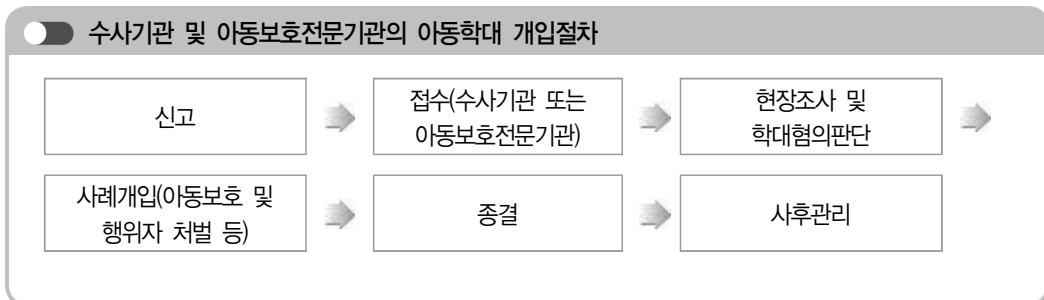 수사기관 및 아동보호전문기관의 아동학대 개입절차
신고
접수(수사기관 또는
아동보호전문기관)
현장조사 및
학대혐의판단
사례개입(아동보호 및
행위자 처벌 등)
종결
사후관리